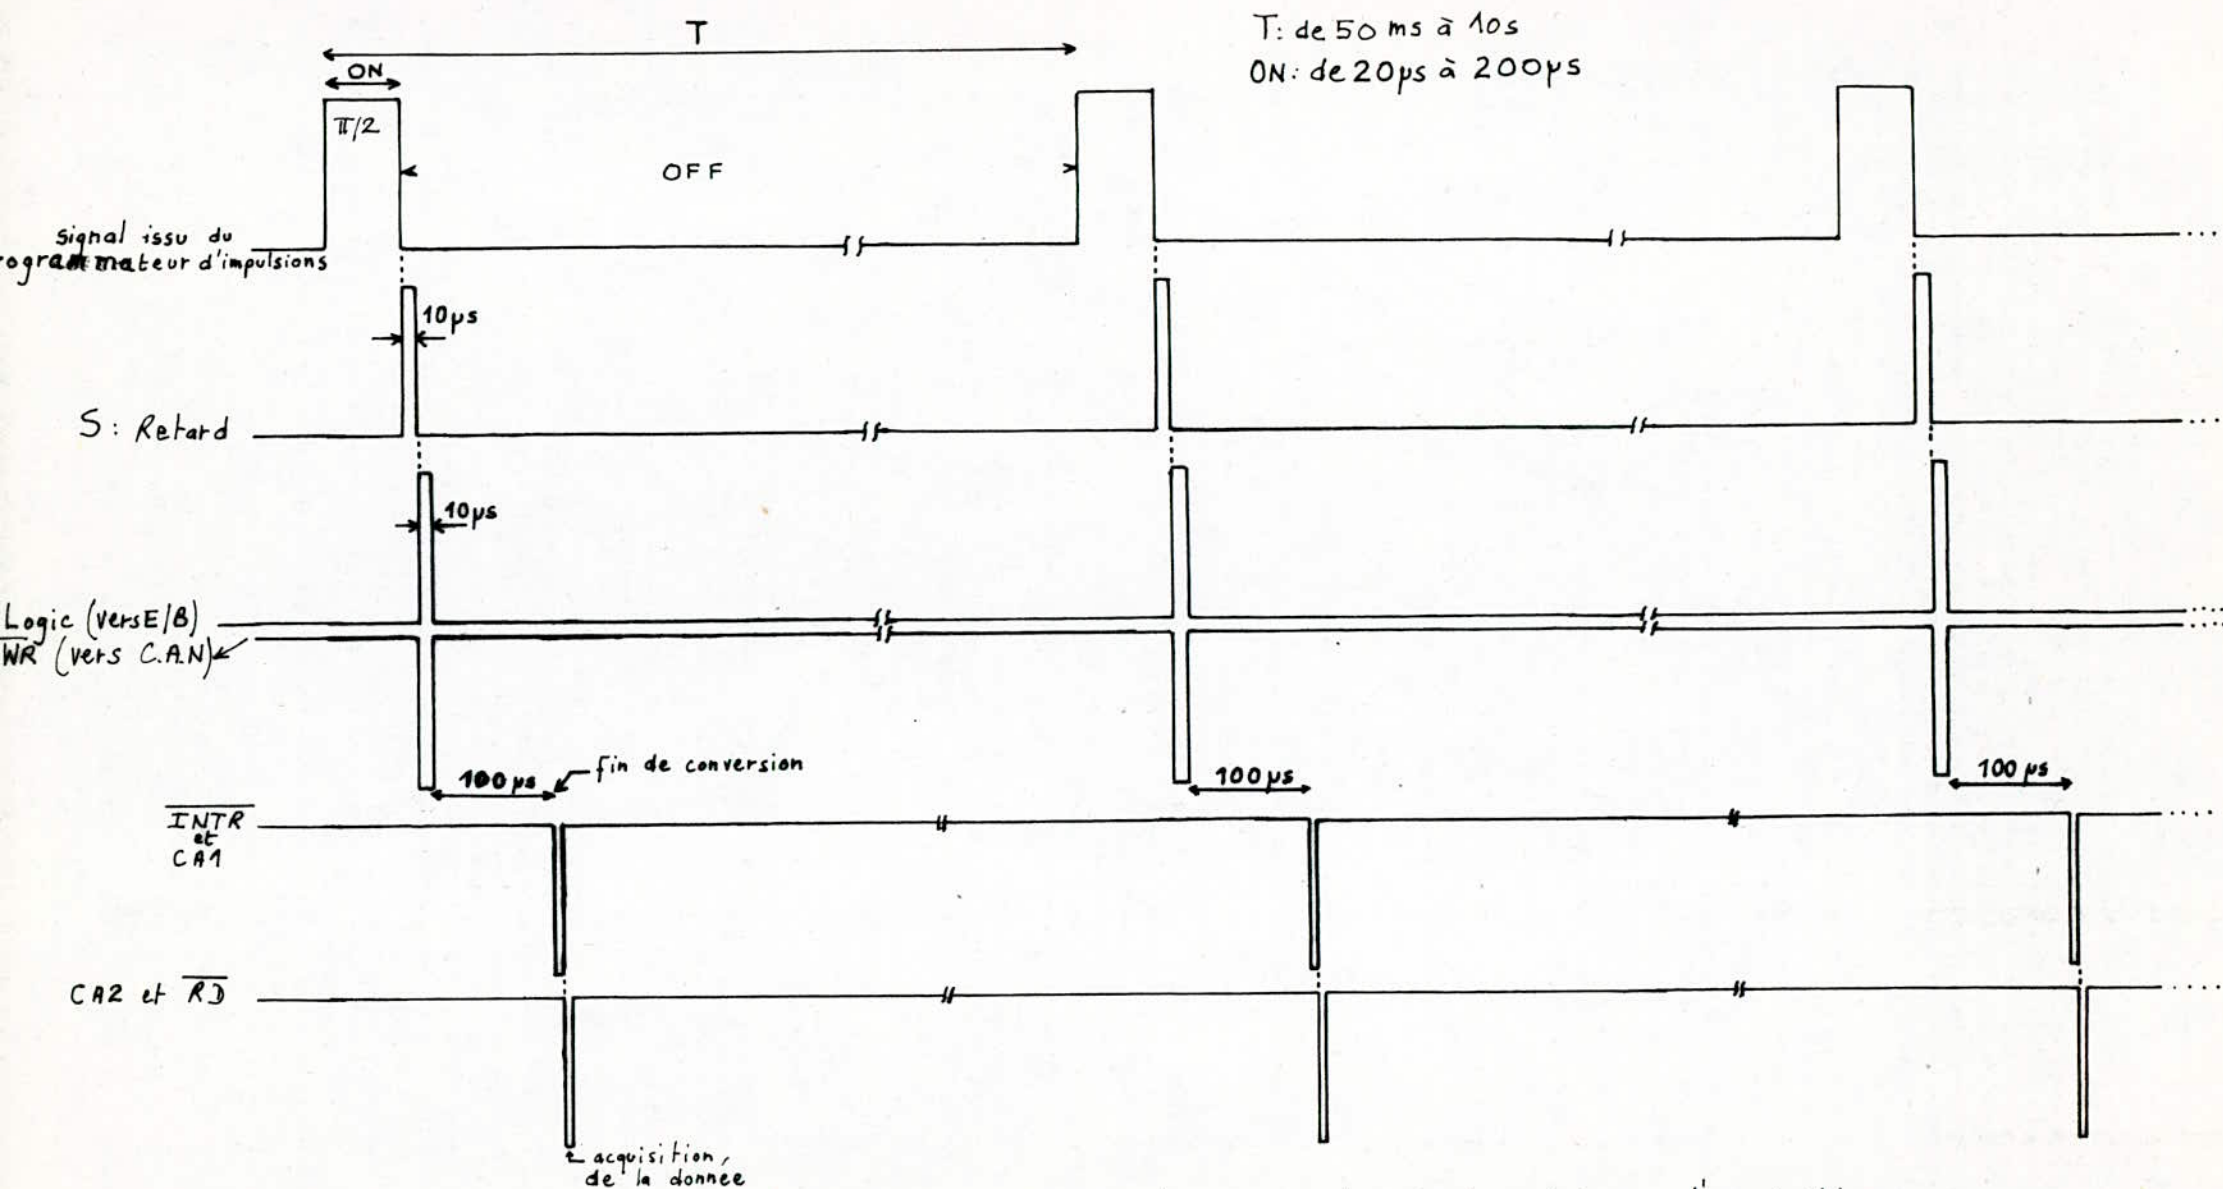 T
T: de 50 ms à 10s
ON: de 20µs à 200µs
ON
π/2
OFF
signal issu du
rogrammateur d'impulsions
10µs
S: Retard
10µs
Logic (vers E/B)
WR (vers C.A.N)
100µs
fin de conversion
100µs
100µs
INTR
et
CA1
CA2 et RD
acquisition
de la donnée